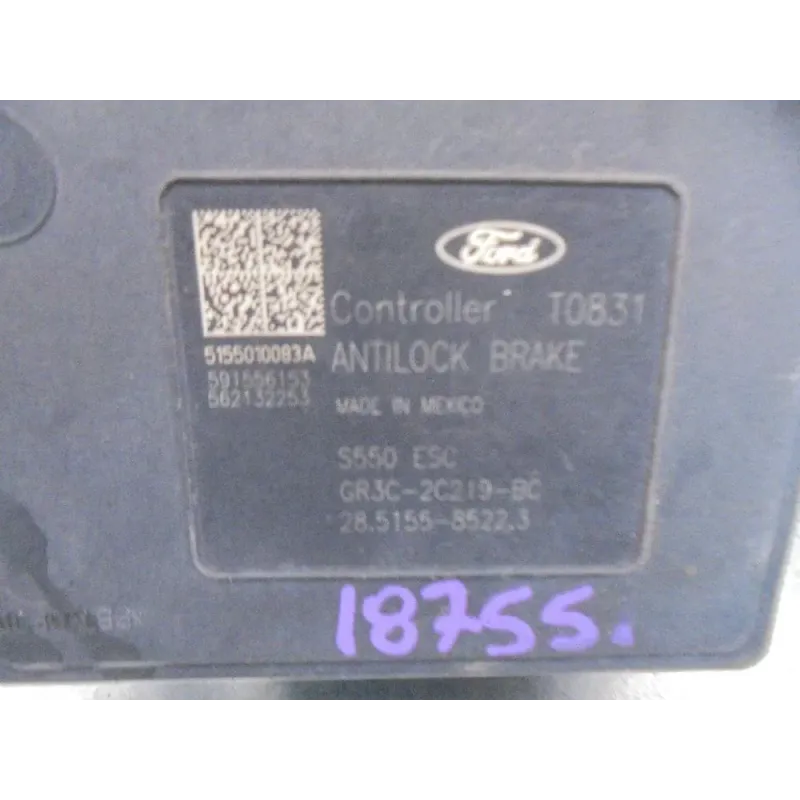 Ford
Controller T0831
ANTILOCK BRAKE
MADE IN MEXICO
5155010083A
591556153
562132253
S550 ESC
GR3C-2C219-BC
28.5155-8522.3
18755.